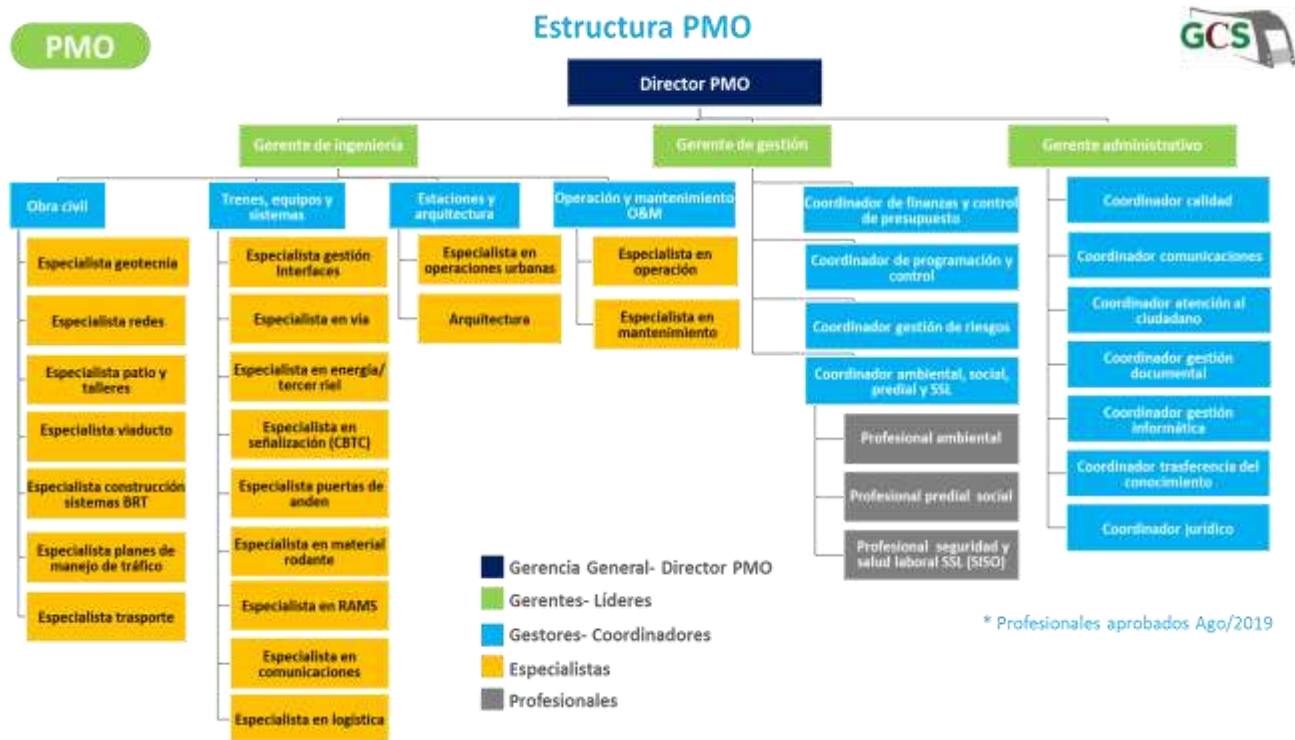 PMO
Estructura PMO
GCS
Director PMO
Gerente de ingeniería
Gerente de gestión
Gerente administrativo
Obra civil
Trenes, equipos y
sistemas
Estaciones y
arquitectura
Operación y mantenimiento
O&M
Especialista geotecnia
Especialista redes
Especialista patio y
talleres
Especialista viaducto
Especialista construcción
sistemas BRT
Especialista planes de
manejo de tráfico
Especialista trasporte
Especialista gestión
Interfaces
Especialista en vía
Especialista en energía/
tercer riel
Especialista en
señalización (CBTC)
Especialista puertas de
anden
Especialista en material
rodante
Especialista en RAMS
Especialista en
comunicaciones
Especialista en logística
Especialista en
operaciones urbanas
Arquitectura
Especialista en
operación
Especialista en
mantenimiento
Coordinador de finanzas y control
de presupuesto
Coordinador de programación y
control
Coordinador gestión de riesgos
Coordinador ambiental, social,
predial y SSL
Profesional ambiental
Profesional predial social
Profesional seguridad y
salud laboral SSL (SISO)
Coordinador calidad
Coordinador comunicaciones
Coordinador atención al
ciudadano
Coordinador gestión
documental
Coordinador gestión
informática
Coordinador trasferencia del
conocimiento
Coordinador jurídico
Gerencia General- Director PMO
Gerentes- Líderes
Gestores- Coordinadores
Especialistas
Profesionales
* Profesionales aprobados Ago/2019